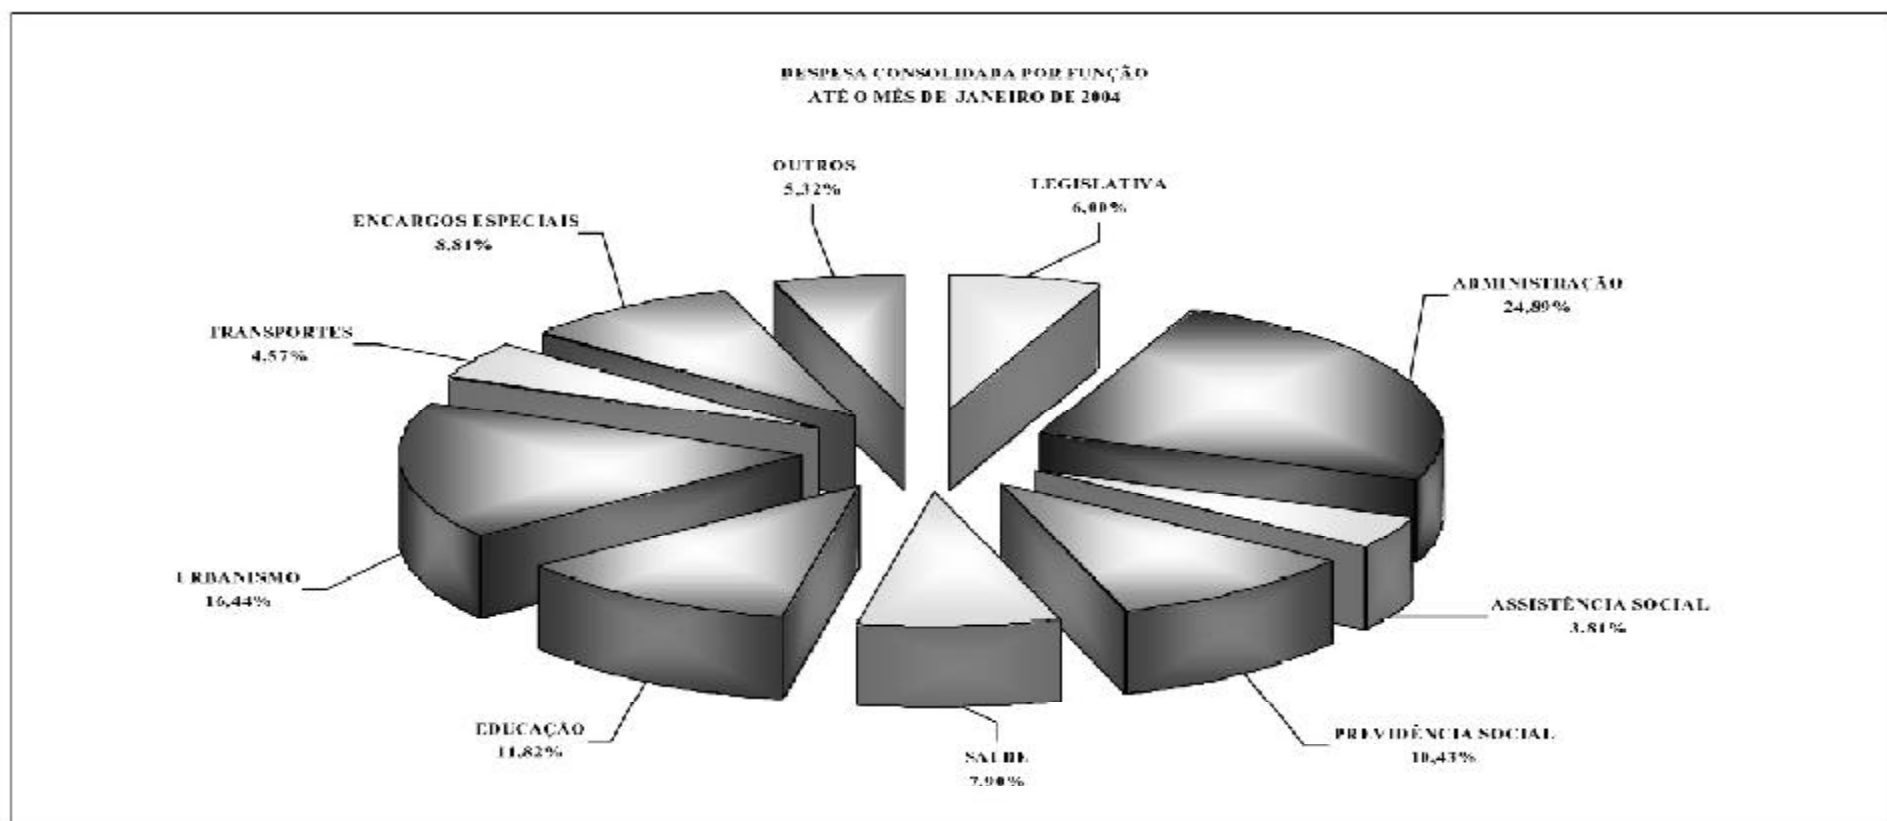 DESPESA CONSOLIDADA POR FUNÇÃO
ATÉ O MÊS DE JANEIRO DE 2004
OUTROS
5,32%
LEGISLATIVA
6,00%
ENCARGOS ESPECIAIS
8,81%
ADMINISTRAÇÃO
24,89%
TRANSPORTES
4,57%
URBANISMO
16,44%
ASSISTÊNCIA SOCIAL
3,81%
EDUCAÇÃO
11,82%
PREVIDÊNCIA SOCIAL
10,43%
SAÚDE
7,90%